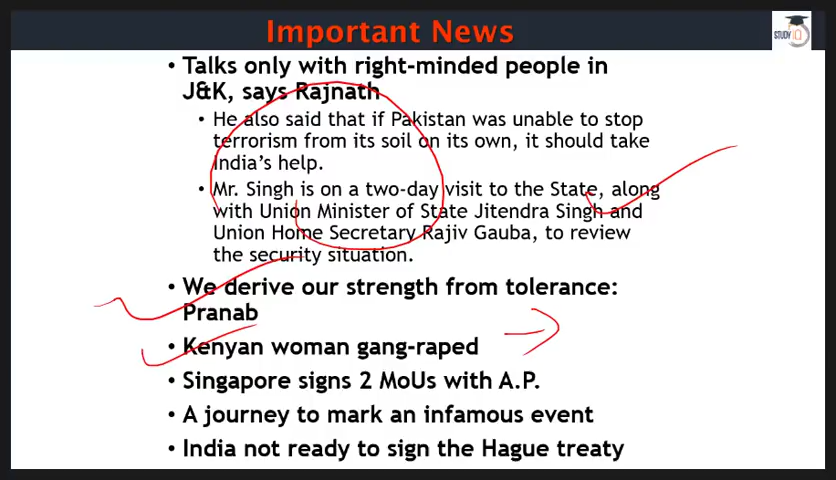 Important News
STUDY iQ
• Talks only with right-minded people in
J&K, says Rajnath
• He also said that if Pakistan was unable to stop
terrorism from its soil on its own, it should take
India's help.
• Mr. Singh is on a two-day visit to the State, along
with Union Minister of State Jitendra Singh and
Union Home Secretary Rajiv Gauba, to review
the security situation.
• We derive our strength from tolerance:
Pranab
• Kenyan woman gang-raped
• Singapore signs 2 MoUs with A.P.
• A journey to mark an infamous event
• India not ready to sign the Hague treaty